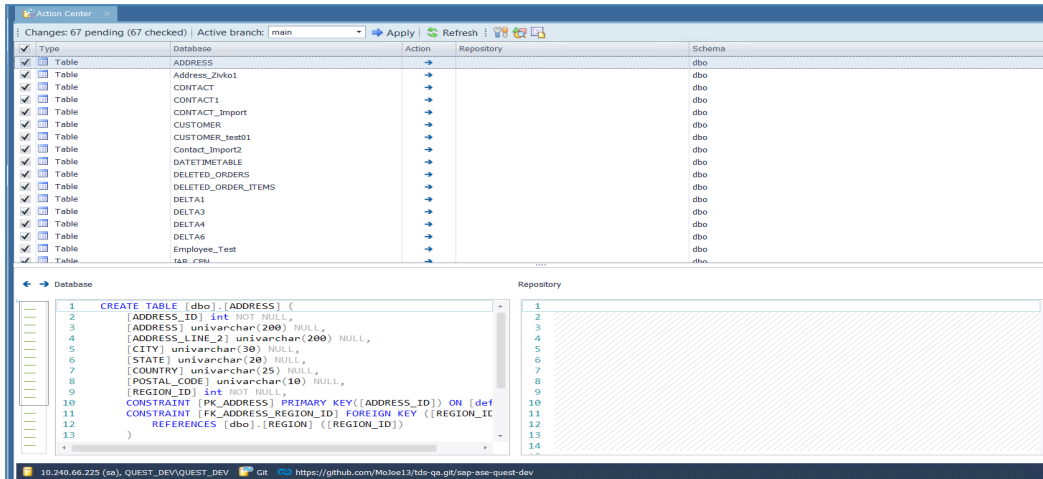 Action Center
Changes: 67 pending (67 checked) Active branch: main Apply Refresh
Type Database Action Repository Schema
Table ADDRESS dbo
Table Address_Zivko1 dbo
Table CONTACT dbo
Table CONTACT1 dbo
Table CONTACT_Import dbo
Table CUSTOMER dbo
Table CUSTOMER_test01 dbo
Table Contact_Import2 dbo
Table DATETIMETABLE dbo
Table DELETED_ORDERS dbo
Table DELETED_ORDER_ITEMS dbo
Table DELTA1 dbo
Table DELTA3 dbo
Table DELTA4 dbo
Table DELTA6 dbo
Table Employee_Test dbo
Table dbo
Database Repository
1 CREATE TABLE [dbo].[ADDRESS] ( 1
2 [ADDRESS_ID] int NOT NULL, 2
3 [ADDRESS] univarchar(200) NULL, 3
4 [ADDRESS_LINE_2] univarchar(200) NULL, 4
5 [CITY] univarchar(30) NULL, 5
6 [STATE] univarchar(20) NULL, 6
7 [COUNTRY] univarchar(25) NULL, 7
8 [POSTAL_CODE] univarchar(10) NULL, 8
9 [REGION_ID] int NOT NULL, 9
10 CONSTRAINT [PK_ADDRESS] PRIMARY KEY([ADDRESS_ID]) ON [def 10
11 CONSTRAINT [FK_ADDRESS_REGION_ID] FOREIGN KEY ([REGION_ID 11
12 REFERENCES [dbo].[REGION] ([REGION_ID]) 12
13 ) 13
14
10.240.66.225 (sa), QUEST_DEV\QUEST_DEV Git https://github.com/MoJoe13/tds-qa.git/sap-ase-quest-dev